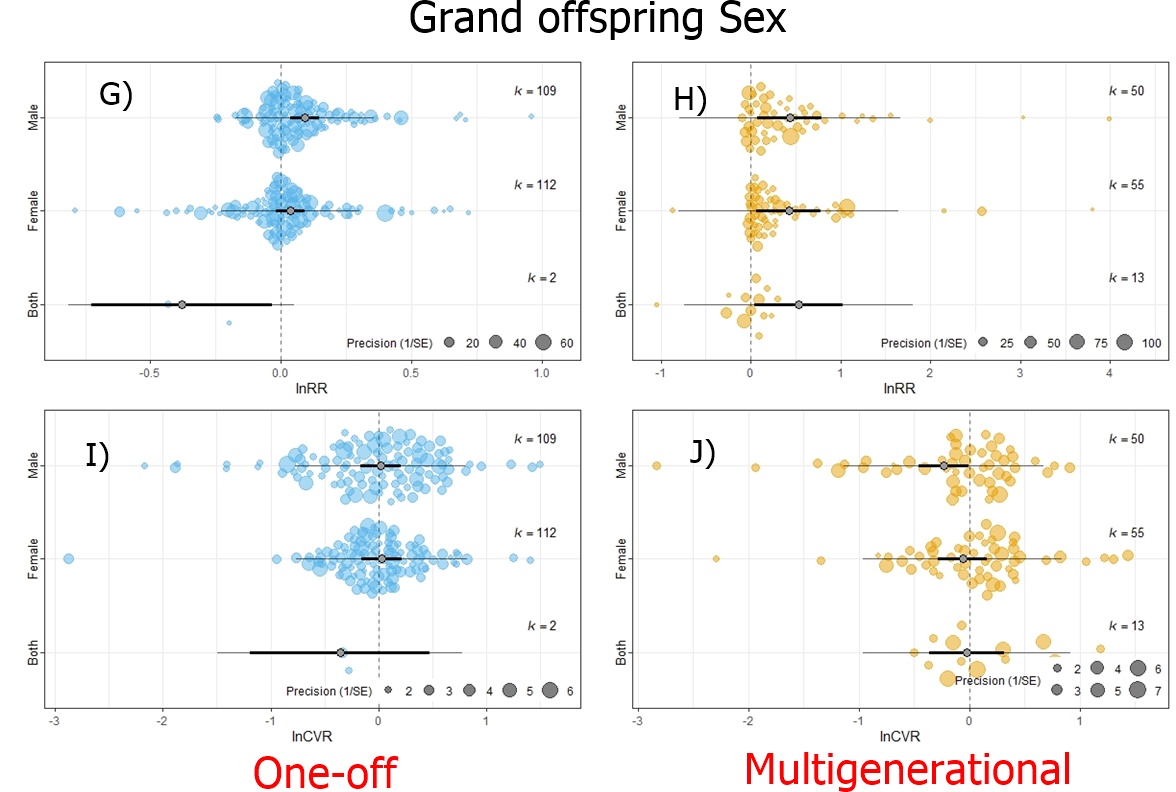 Grand offspring Sex
G)
k = 109
Male
k = 112
Female
k = 2
Both
Precision (1/SE) 20 40 60
-0.5 0.0 0.5 1.0
lnRR
H)
k = 50
Male
k = 55
Female
k = 13
Both
Precision (1/SE) 25 50 75 100
-1 0 1 2 3 4
lnRR
I)
k = 109
Male
k = 112
Female
k = 2
Both
Precision (1/SE) 2 3 4 5 6
-3 -2 -1 0 1
lnCVR
J)
k = 50
Male
k = 55
Female
k = 13
Both
Precision (1/SE) 2 4 6
3 5 7
-3 -2 -1 0 1
lnCVR
One-off
Multigenerational